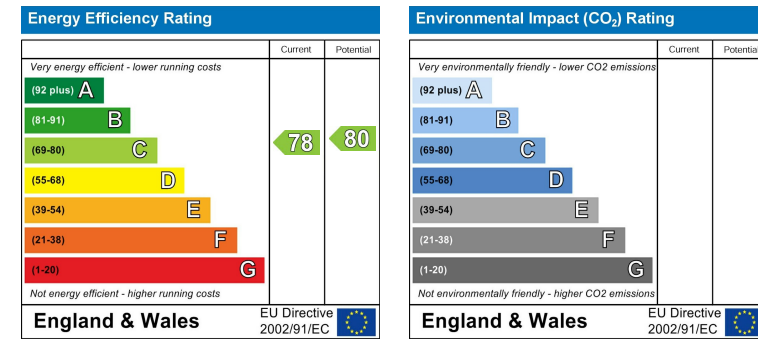 Energy Efficiency Rating
Current Potential
Very energy efficient - lower running costs
(92 plus) A
(81-91) B
(69-80) C
(55-68) D
(39-54) E
(21-38) F
(1-20) G
78
80
Not energy efficient - higher running costs
England & Wales
EU Directive
2002/91/EC
Environmental Impact (CO2) Rating
Current Potential
Very environmentally friendly - lower CO2 emissions
(92 plus) A
(81-91) B
(69-80) C
(55-68) D
(39-54) E
(21-38) F
(1-20) G
Not environmentally friendly - higher CO2 emissions
England & Wales
EU Directive
2002/91/EC